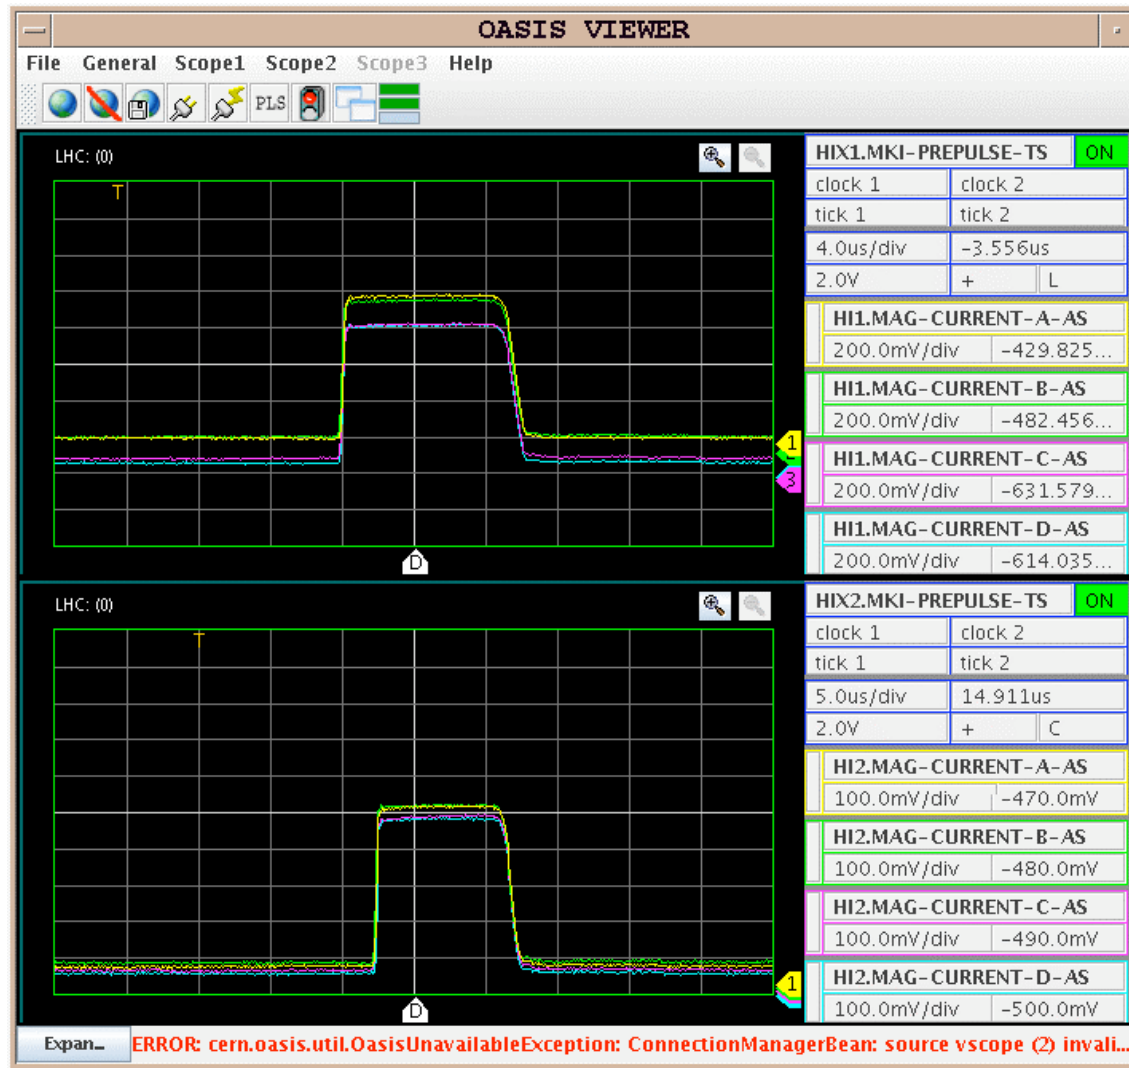 OASIS VIEWER
File General Scope1 Scope2 Scope3 Help
PLS
LHC: (0)
T
HIX1.MKI-PREPULSE-TS ON
clock 1 clock 2
tick 1 tick 2
4.0us/div -3.556us
2.0V + L
HI1.MAG-CURRENT-A-AS
200.0mV/div -429.825...
HI1.MAG-CURRENT-B-AS
200.0mV/div -482.456...
1
HI1.MAG-CURRENT-C-AS
3
200.0mV/div -631.579...
HI1.MAG-CURRENT-D-AS
200.0mV/div -614.035...
D
LHC: (0)
T
HIX2.MKI-PREPULSE-TS ON
clock 1 clock 2
tick 1 tick 2
5.0us/div 14.911us
2.0V + C
HI2.MAG-CURRENT-A-AS
100.0mV/div -470.0mV
HI2.MAG-CURRENT-B-AS
100.0mV/div -480.0mV
HI2.MAG-CURRENT-C-AS
100.0mV/div -490.0mV
HI2.MAG-CURRENT-D-AS
1
100.0mV/div -500.0mV
D
Expan... ERROR: cern.oasis.util.OasisUnavailableException: ConnectionManagerBean: source vscope (2) invali...